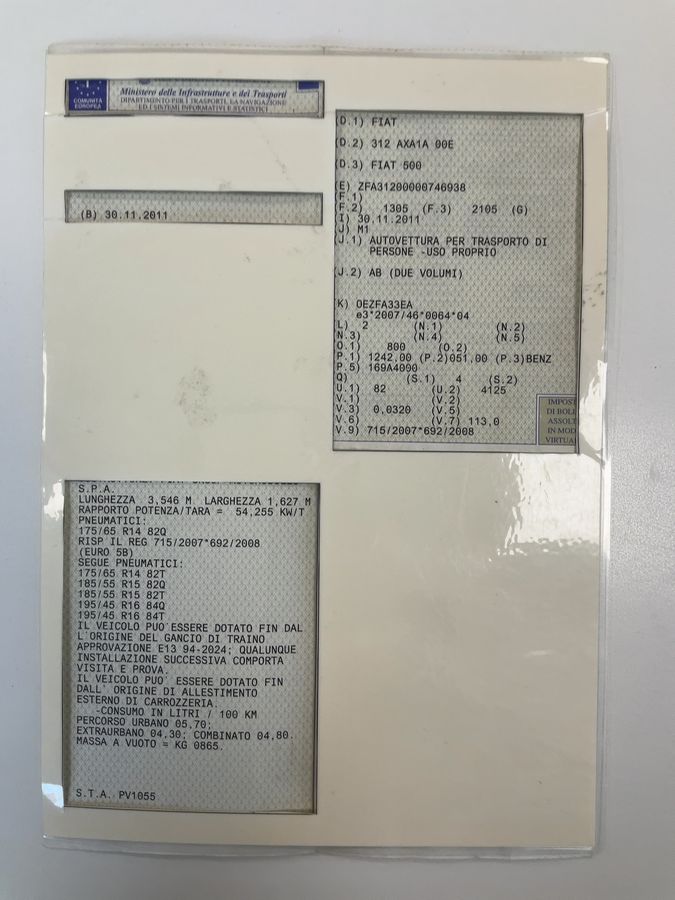 COMUNITÀ
EUROPEA
Ministero delle Infrastrutture e dei Trasporti
DIPARTIMENTO PER I TRASPORTI, LA NAVIGAZIONE
ED I SISTEMI INFORMATIVI E STATISTICI
(B) 30.11.2011
(D.1) FIAT
(D.2) 312 AXA1A 00E
(D.3) FIAT 500
(E) ZFA31200000746938
(F.1)
(F.2) 1305 (F.3) 2105 (G)
(I) 30.11.2011
(J) M1
(J.1) AUTOVETTURA PER TRASPORTO DI
PERSONE -USO PROPRIO
(J.2) AB (DUE VOLUMI)
K) OEZFA33EA
e3*2007/46*0064*04
L) 2 (N.1) (N.2)
N.3) (N.4) (N.5)
O.1) 800 (O.2)
P.1) 1242,00 (P.2)051,00 (P.3)BENZ
P.5) 169A4000
Q) (S.1) 4 (S.2)
U.1) 82 (U.2) 4125
V.1) (V.2)
V.3) 0,0320 (V.5)
V.6) (V.7) 113,0
V.9) 715/2007*692/2008
IMPOST
DI BOLL
ASSOLT
IN MOD
VIRTUA
S.P.A.
LUNGHEZZA 3,546 M LARGHEZZA 1,627 M
RAPPORTO POTENZA/TARA = 54,255 KW/T
PNEUMATICI:
175/65 R14 82Q
RISP IL REG 715/2007*692/2008
(EURO 5B)
SEGUE PNEUMATICI:
175/65 R14 82T
185/55 R15 82Q
185/55 R15 82T
195/45 R16 84Q
195/45 R16 84T
IL VEICOLO PUO' ESSERE DOTATO FIN DAL
L'ORIGINE DEL GANCIO DI TRAINO
APPROVAZIONE E13 94-2024; QUALUNQUE
INSTALLAZIONE SUCCESSIVA COMPORTA
VISITA E PROVA.
IL VEICOLO PUO' ESSERE DOTATO FIN
DALL' ORIGINE DI ALLESTIMENTO
ESTERNO DI CARROZZERIA.
-CONSUMO IN LITRI / 100 KM
PERCORSO URBANO 05,70;
EXTRAURBANO 04,30; COMBINATO 04,80.
MASSA A VUOTO = KG 0865.
S.T.A. PV1055